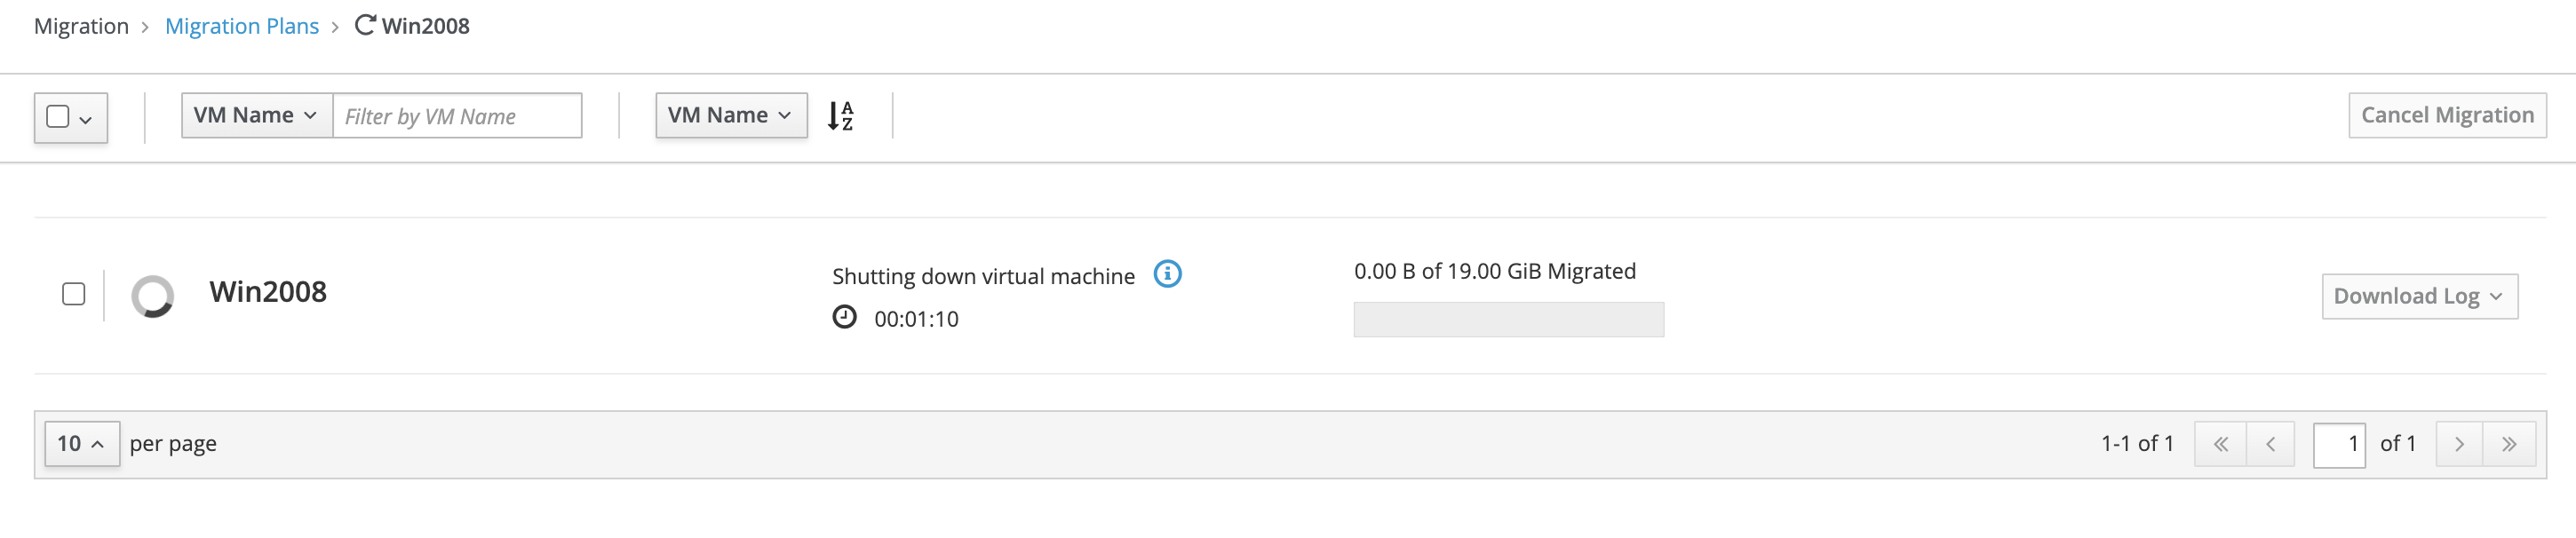 Migration > Migration Plans > Win2008
VM Name Filter by VM Name VM Name A Z Cancel Migration
Win2008
Shutting down virtual machine
00:01:10
0.00 B of 19.00 GiB Migrated
Download Log
10 per page 1-1 of 1 1 of 1